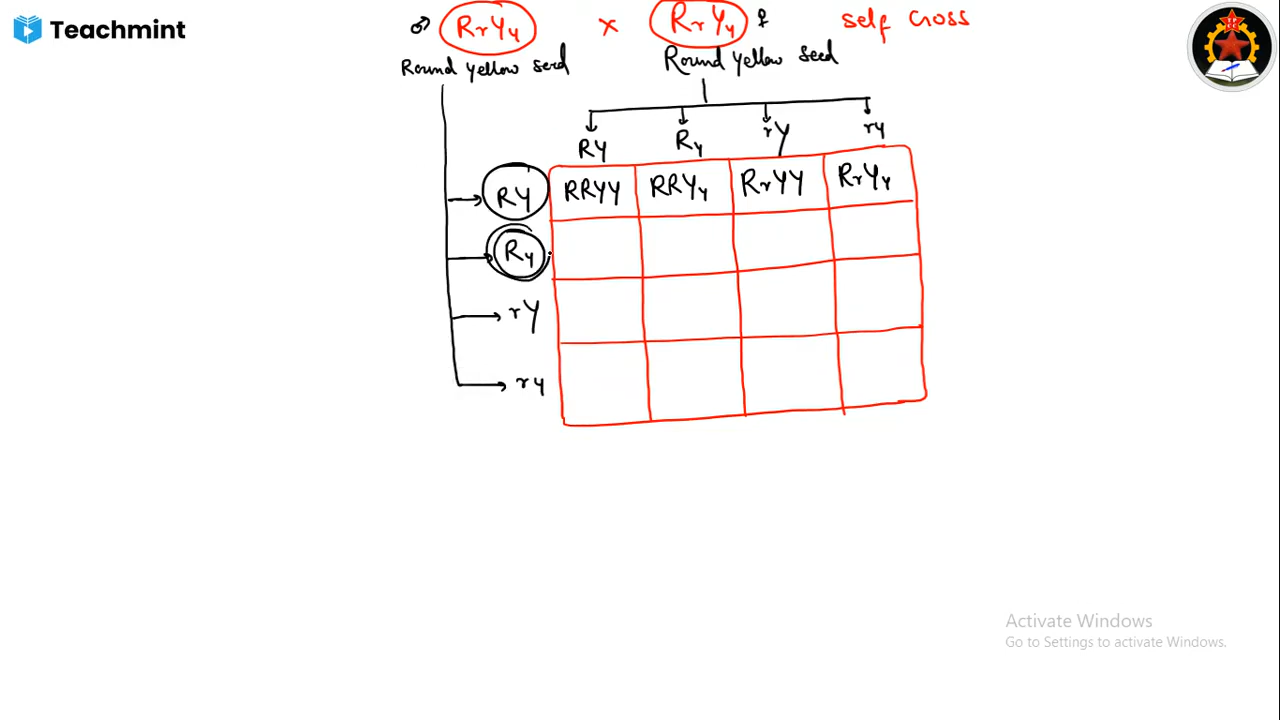 Teachmint
♂ RrYy x RrYy ♀ self cross
Round yellow seed Round yellow seed
RY Ry rY ry
RY RRYY RRYy RrYY RrYy
Ry
rY
ry
Activate Windows
Go to Settings to activate Windows.